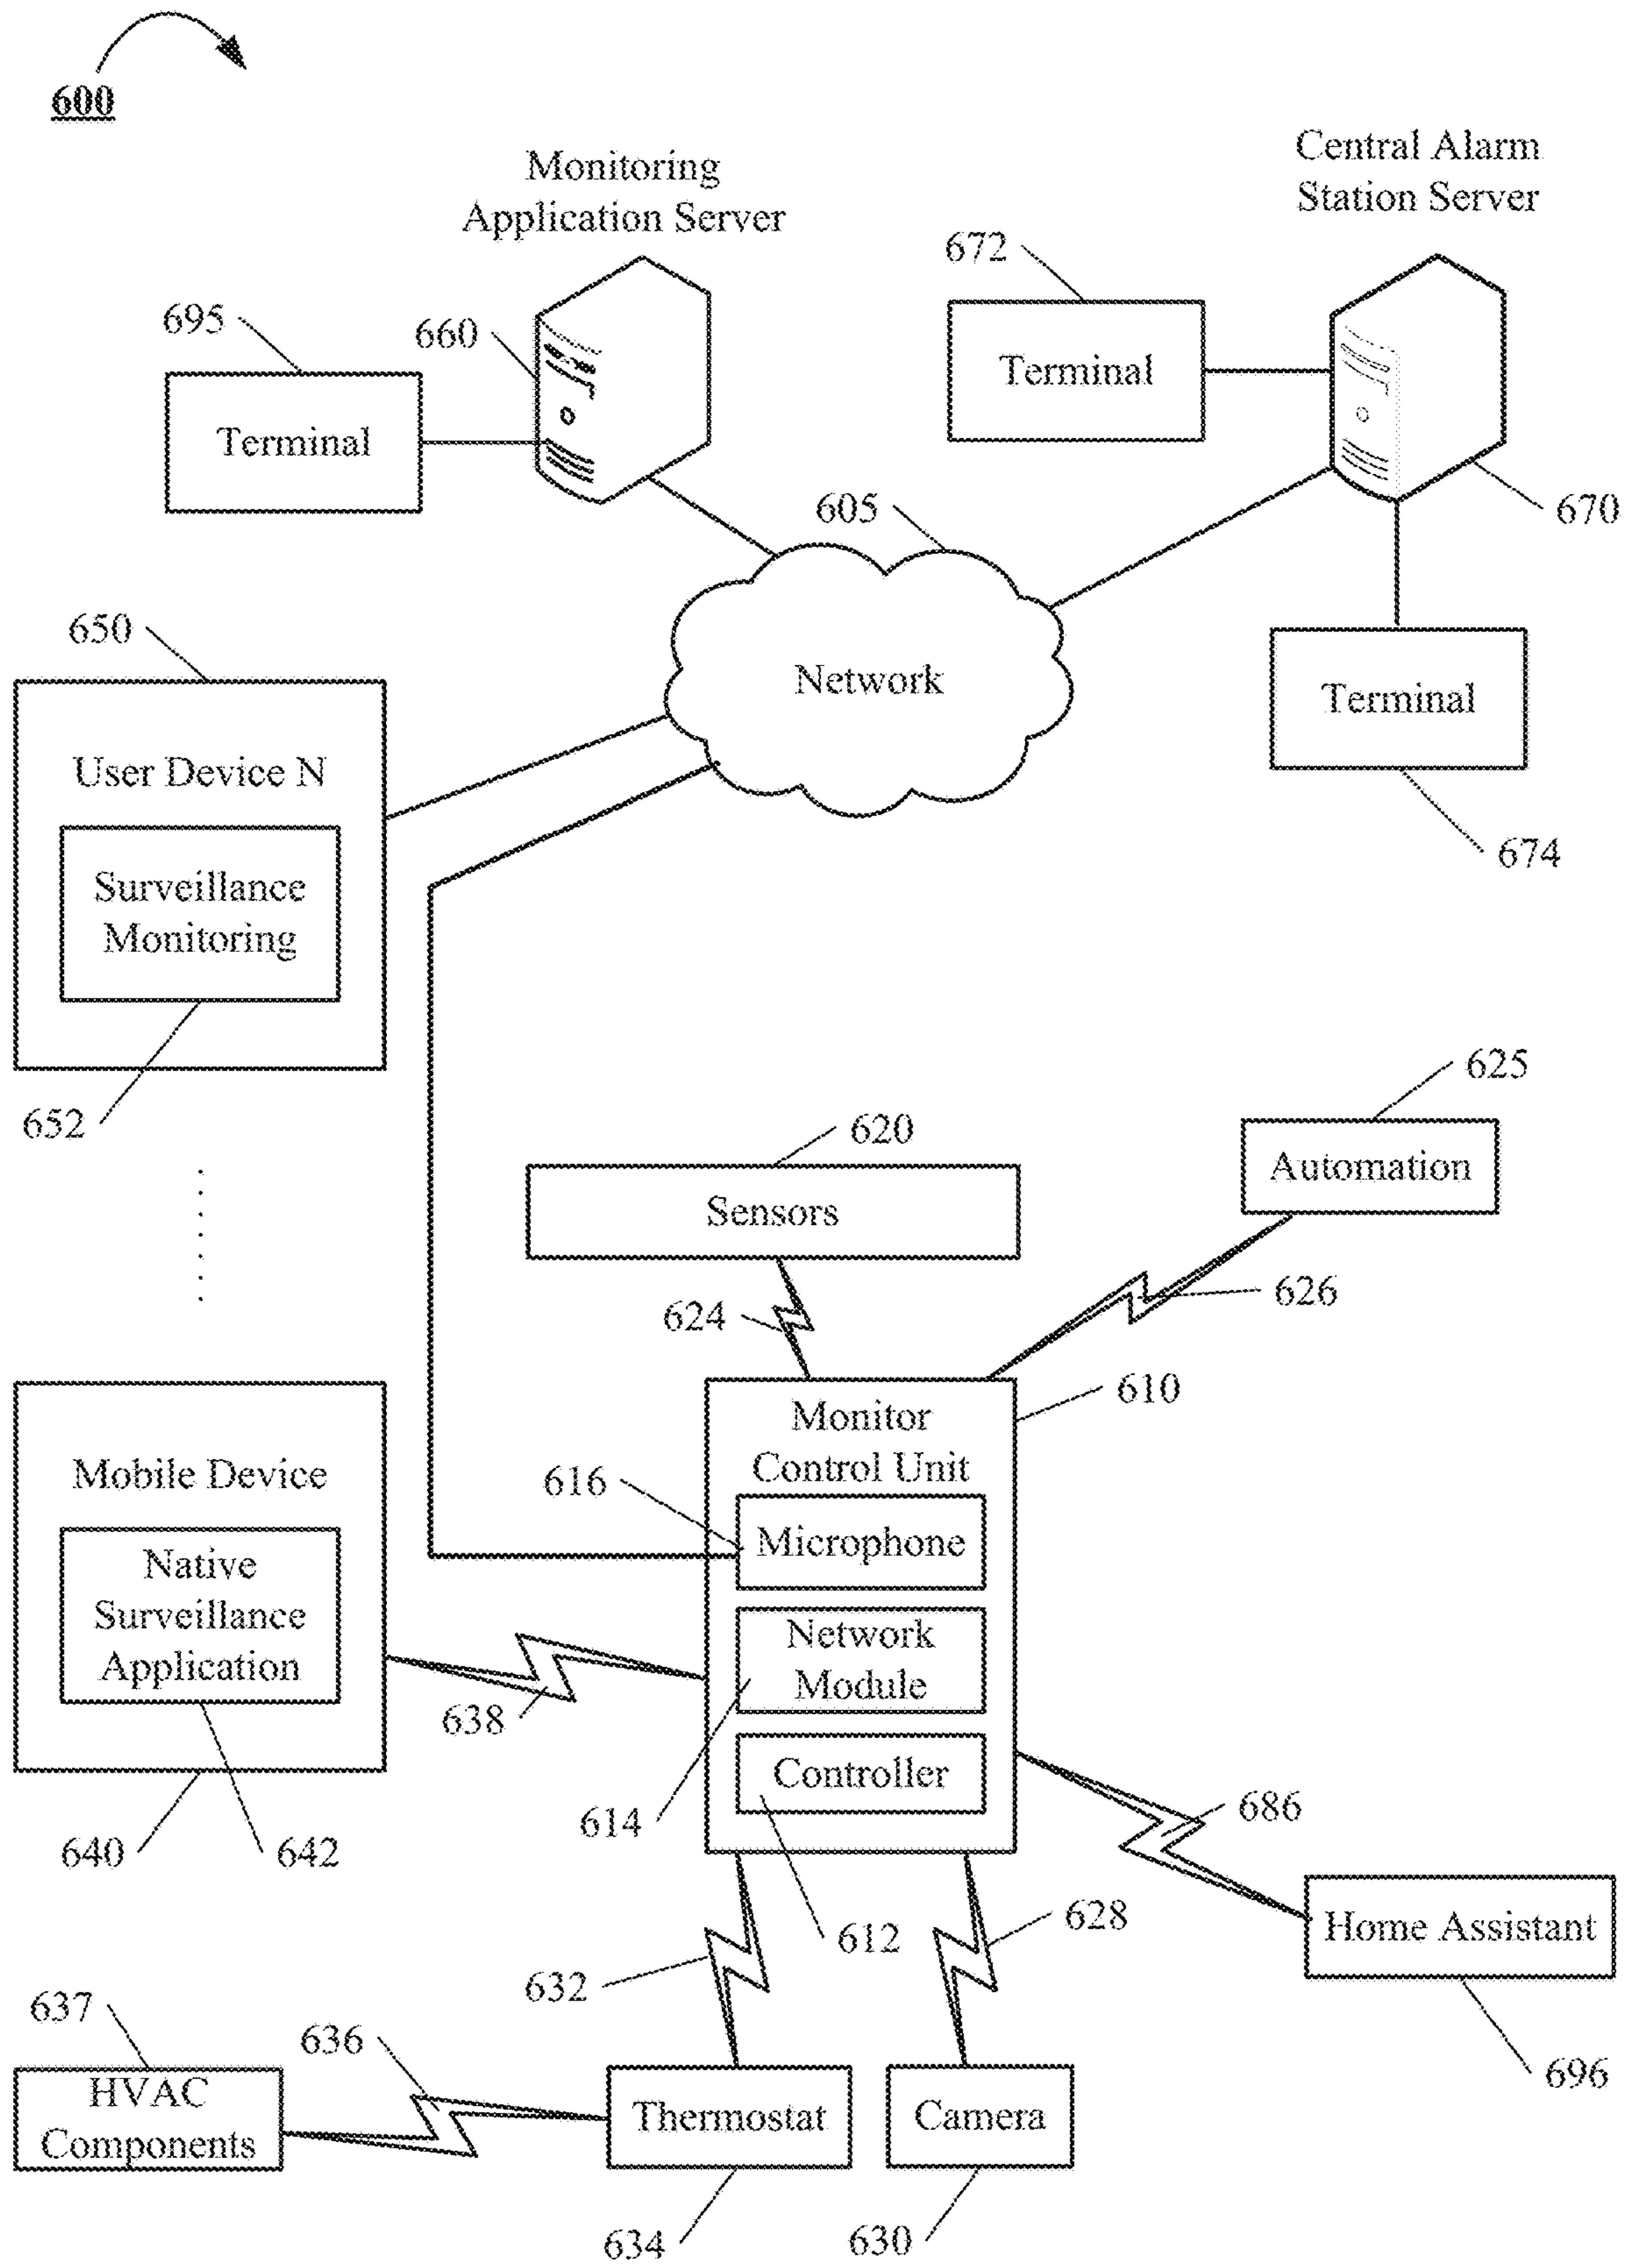 600
Monitoring
Application Server
Central Alarm
Station Server
672
695
660
Terminal
Terminal
605
670
650
Network
Terminal
User Device N
674
Surveillance
Monitoring
652
625
620
Automation
Sensors
626
624
610
Monitor
Control Unit
Mobile Device
616
Microphone
Native
Surveillance
Application
Network
Module
638
Controller
614
686
640
642
612
628
Home Assistant
632
637
636
696
HVAC
Components
Thermostat
Camera
634
630